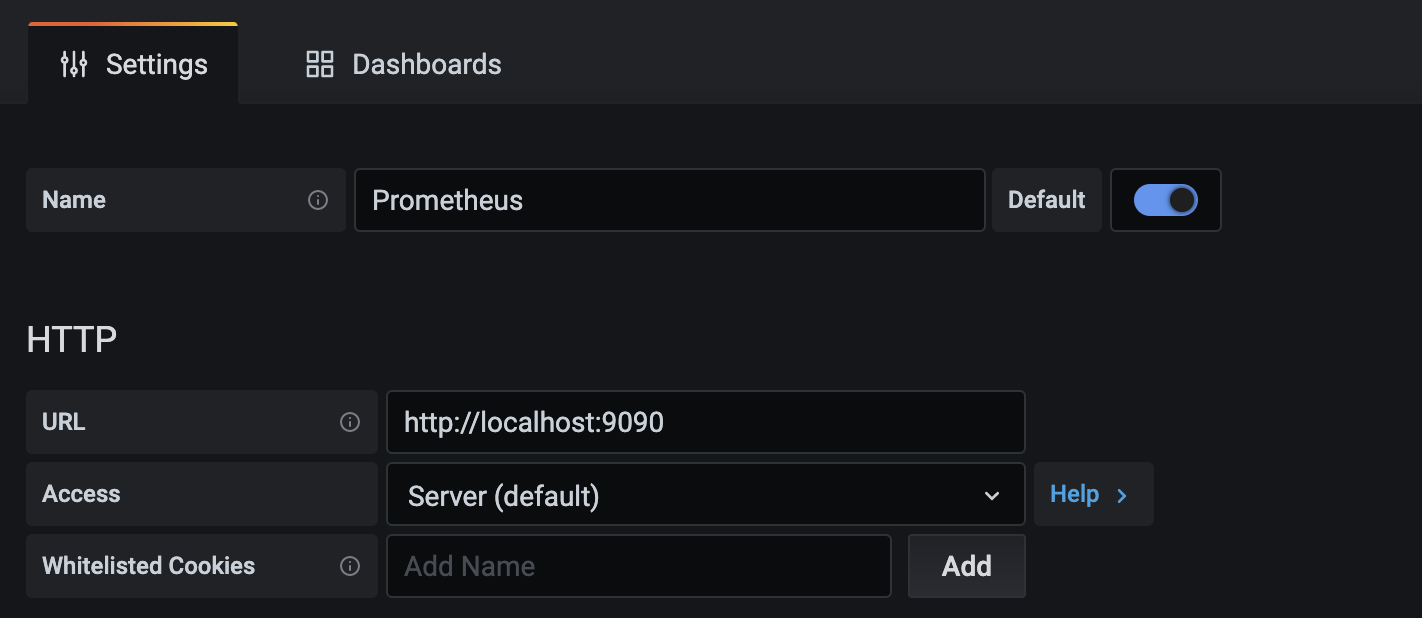 Settings Dashboards
Name Prometheus Default
HTTP
URL http://localhost:9090
Access Server (default) Help
Whitelisted Cookies Add Name Add